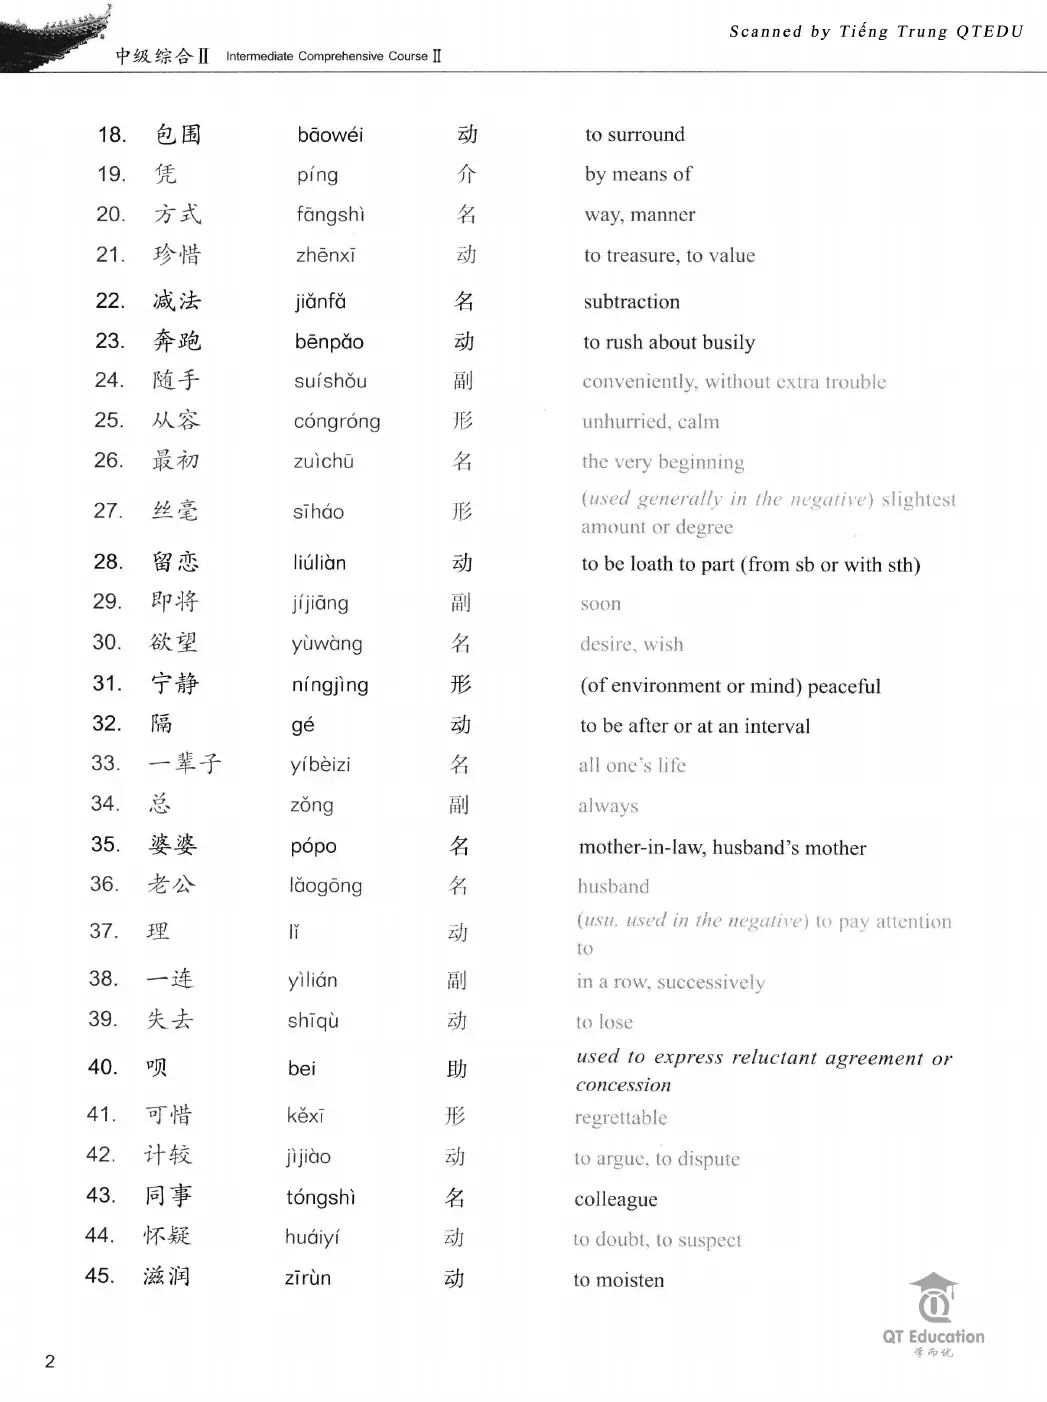 Scanned by Tiếng Trung QTEDU
中级综合Ⅱ Intermediate Comprehensive Course Ⅱ
18. 包围 bāowéi 动 to surround
19. 凭 píng 介 by means of
20. 方式 fāngshì 名 way, manner
21. 珍惜 zhēnxī 动 to treasure, to value
22. 减法 jiǎnfǎ 名 subtraction
23. 奔跑 bēnpǎo 动 to rush about busily
24. 随手 suíshǒu 副 conveniently, without extra trouble
25. 从容 cóngróng 形 unhurried, calm
26. 最初 zuìchū 名 the very beginning
27. 丝毫 sīháo 形 (used generally in the negative) slightest
amount or degree
28. 留恋 liúliàn 动 to be loath to part (from sb or with sth)
29. 即将 jíjiāng 副 soon
30. 欲望 yùwàng 名 desire, wish
31. 宁静 níngjìng 形 (of environment or mind) peaceful
32. 隔 gé 动 to be after or at an interval
33. 一辈子 yíbèizi 名 all one's life
34. 总 zǒng 副 always
35. 婆婆 pópo 名 mother-in-law, husband's mother
36. 老公 lǎogōng 名 husband
37. 理 lǐ 动 (usu. used in the negative) to pay attention
to
38. 一连 yìlián 副 in a row, successively
39. 失去 shīqù 动 to lose
40. 呗 bei 助 used to express reluctant agreement or
concession
41. 可惜 kěxī 形 regrettable
42. 计较 jìjiào 动 to argue, to dispute
43. 同事 tóngshì 名 colleague
44. 怀疑 huáiyí 动 to doubt, to suspect
45. 滋润 zīrùn 动 to moisten
QT Education
学而优
2